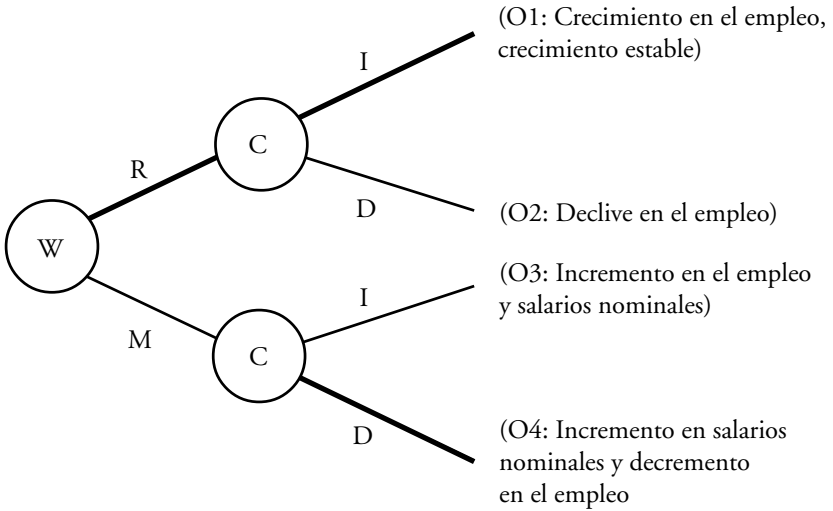 (O1: Crecimiento en el empleo,
crecimiento estable)
I
C
R
D
(O2: Declive en el empleo)
W
(O3: Incremento en el empleo
y salarios nominales)
I
M
C
D
(O4: Incremento en salarios
nominales y decremento
en el empleo